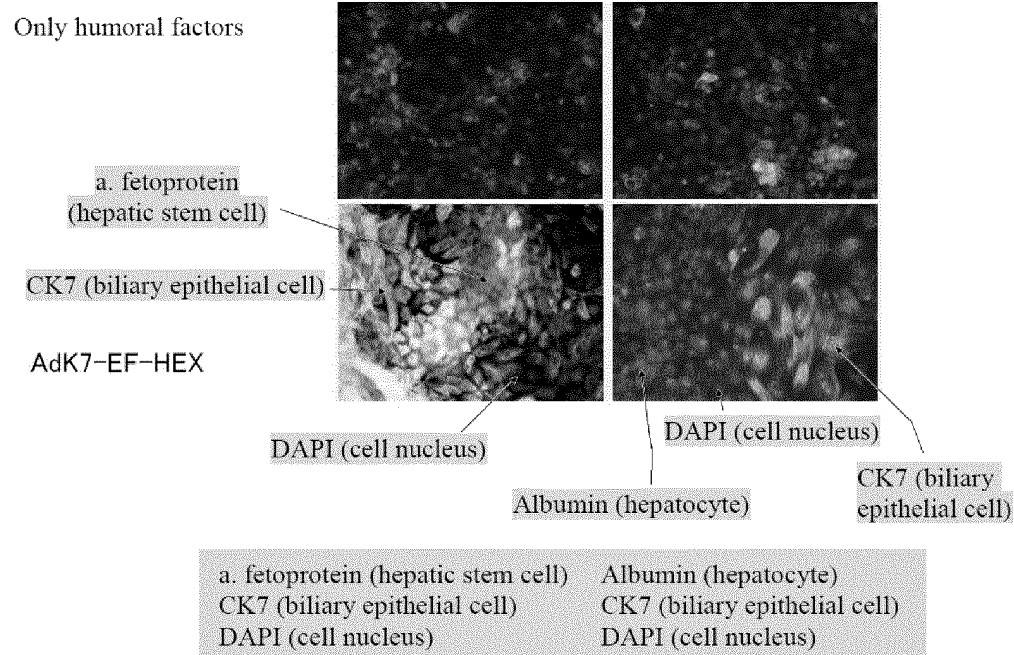 Only humoral factors
a. fetoprotein
(hepatic stem cell)
CK7 (biliary epithelial cell)
AdK7-EF-HEX
DAPI (cell nucleus)
DAPI (cell nucleus)
Albumin (hepatocyte)
CK7 (biliary
epithelial cell)
a. fetoprotein (hepatic stem cell) Albumin (hepatocyte)
CK7 (biliary epithelial cell) CK7 (biliary epithelial cell)
DAPI (cell nucleus) DAPI (cell nucleus)